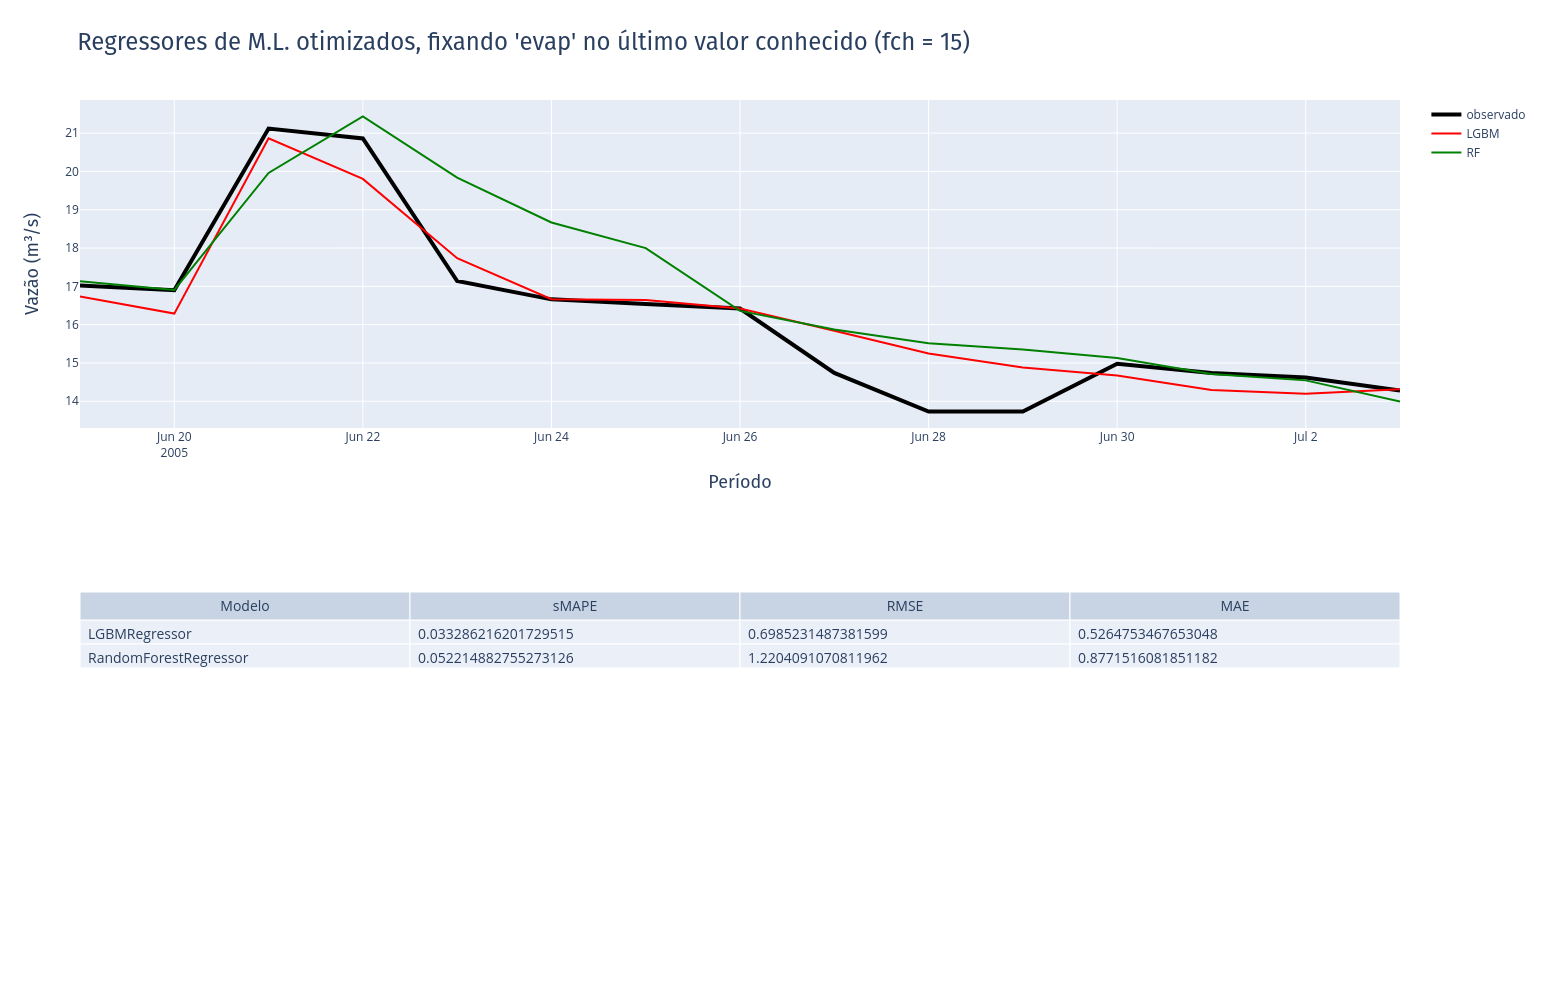 Regressores de M.L. otimizados, fixando 'evap' no último valor conhecido (fch = 15)
observado
LGBM
RF
Vazão (m³/s)
21
20
19
18
17
16
15
14
Jun 20 Jun 22 Jun 24 Jun 26 Jun 28 Jun 30 Jul 2
2005
Período
Modelo sMAPE RMSE MAE
LGBMRegressor 0.033286216201729515 0.6985231487381599 0.5264753467653048
RandomForestRegressor 0.052214882755273126 1.2204091070811962 0.8771516081851182